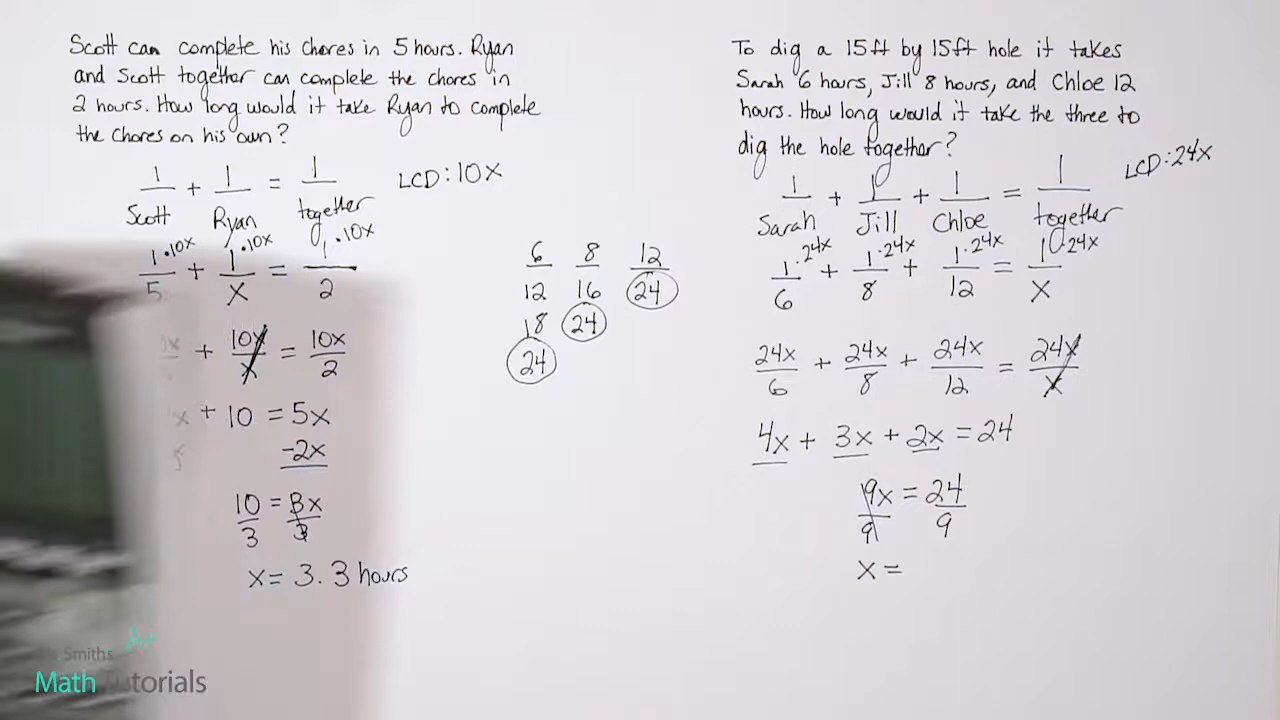 Scott can complete his chores in 5 hours. Ryan
and Scott together can complete the chores in
2 hours. How long would it take Ryan to complete
the chores on his own?
1/Scott + 1/Ryan = 1/together
LCD: 10x
1·10x/5 + 1·10x/x = 1·10x/2
+ 10x/x = 10x/2
x + 10 = 5x
-2x
10/3 = 3x/3
x = 3.3 hours
6 8 12
12 16 24
18 24
24
To dig a 15ft by 15ft hole it takes
Sarah 6 hours, Jill 8 hours, and Chloe 12
hours. How long would it take the three to
dig the hole together?
LCD: 24x
1/Sarah + 1/Jill + 1/Chloe = 1/together
1·24x/6 + 1·24x/8 + 1·24x/12 = 1·24x/x
24x/6 + 24x/8 + 24x/12 = 24x/x
4x + 3x + 2x = 24
9x/9 = 24/9
x =
Smiths A+
Math Tutorials